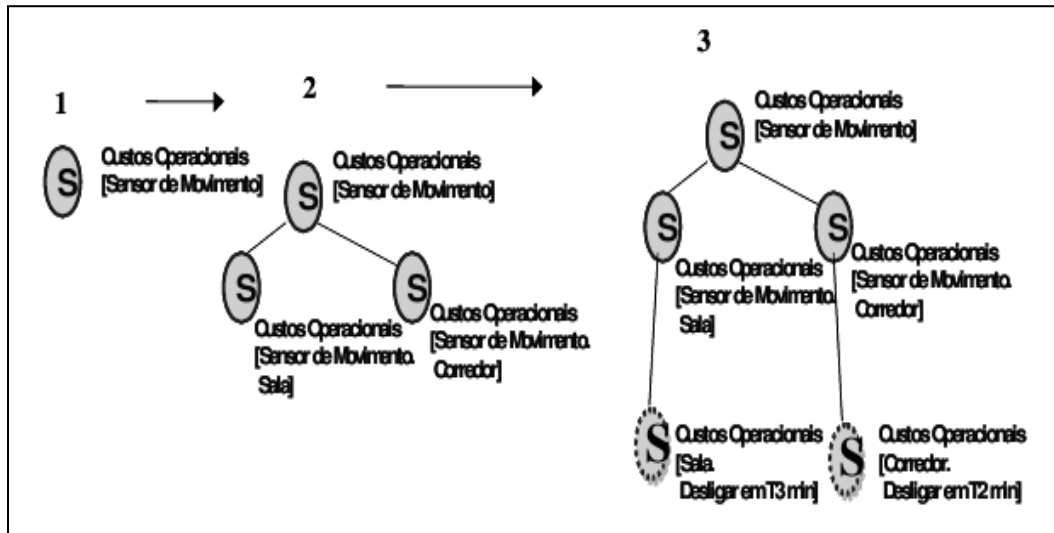 1
S
Custos Operacionais
[Sensor de Movimento]
2
Custos Operacionais
[Sensor de Movimento]
S
S
Custos Operacionais
[Sensor de Movimento.
Sala]
S
Custos Operacionais
[Sensor de Movimento.
Corredor]
3
S
Custos Operacionais
[Sensor de Movimento]
S
Custos Operacionais
[Sensor de Movimento.
Sala]
S
Custos Operacionais
[Sensor de Movimento.
Corredor]
S
Custos Operacionais
[Sala.
Desligar em T3 min]
S
Custos Operacionais
[Corredor.
Desligar em T2 min]